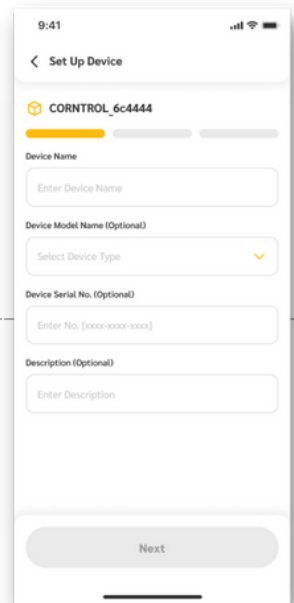 9:41
Set Up Device
CORNTROL_6c4444
Device Name
Enter Device Name
Device Model Name (Optional)
Select Device Type
Device Serial No. (Optional)
Enter No. [xxxx-xxxx-xxxx]
Description (Optional)
Enter Description
Next